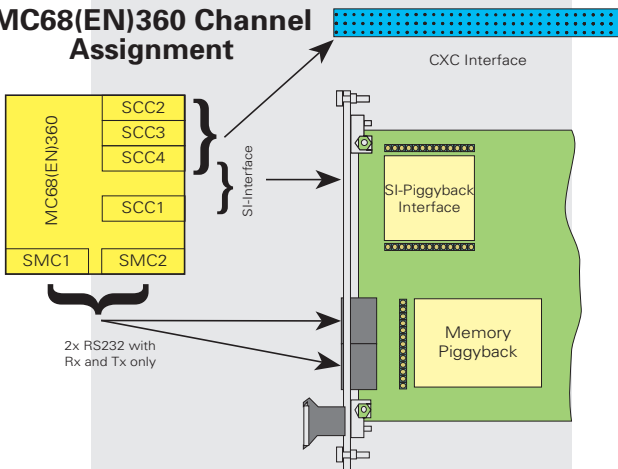 MC68(EN)360 Channel
Assignment
CXC Interface
MC68(EN)360
SCC2
SCC3
SCC4
SCC1
SMC1
SMC2
SI-Interface
SI-Piggyback
Interface
2x RS232 with
Rx and Tx only
Memory
Piggyback